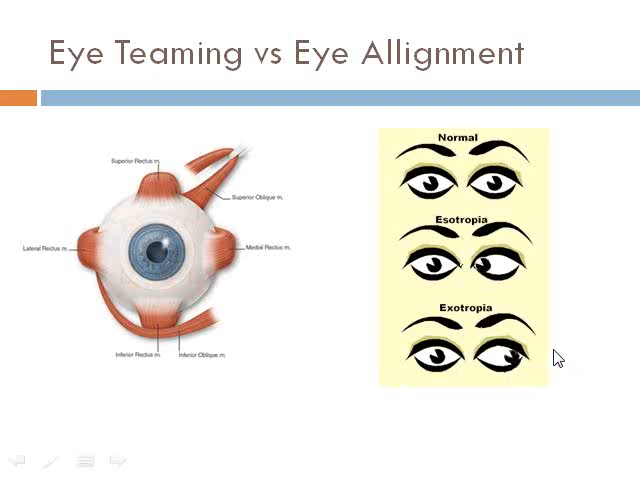 Eye Teaming vs Eye Allignment
Superior Rectus m.
Superior Oblique m.
Lateral Rectus m.
Medial Rectus m.
Inferior Rectus m.
Inferior Oblique m.
Normal
Esotropia
Exotropia